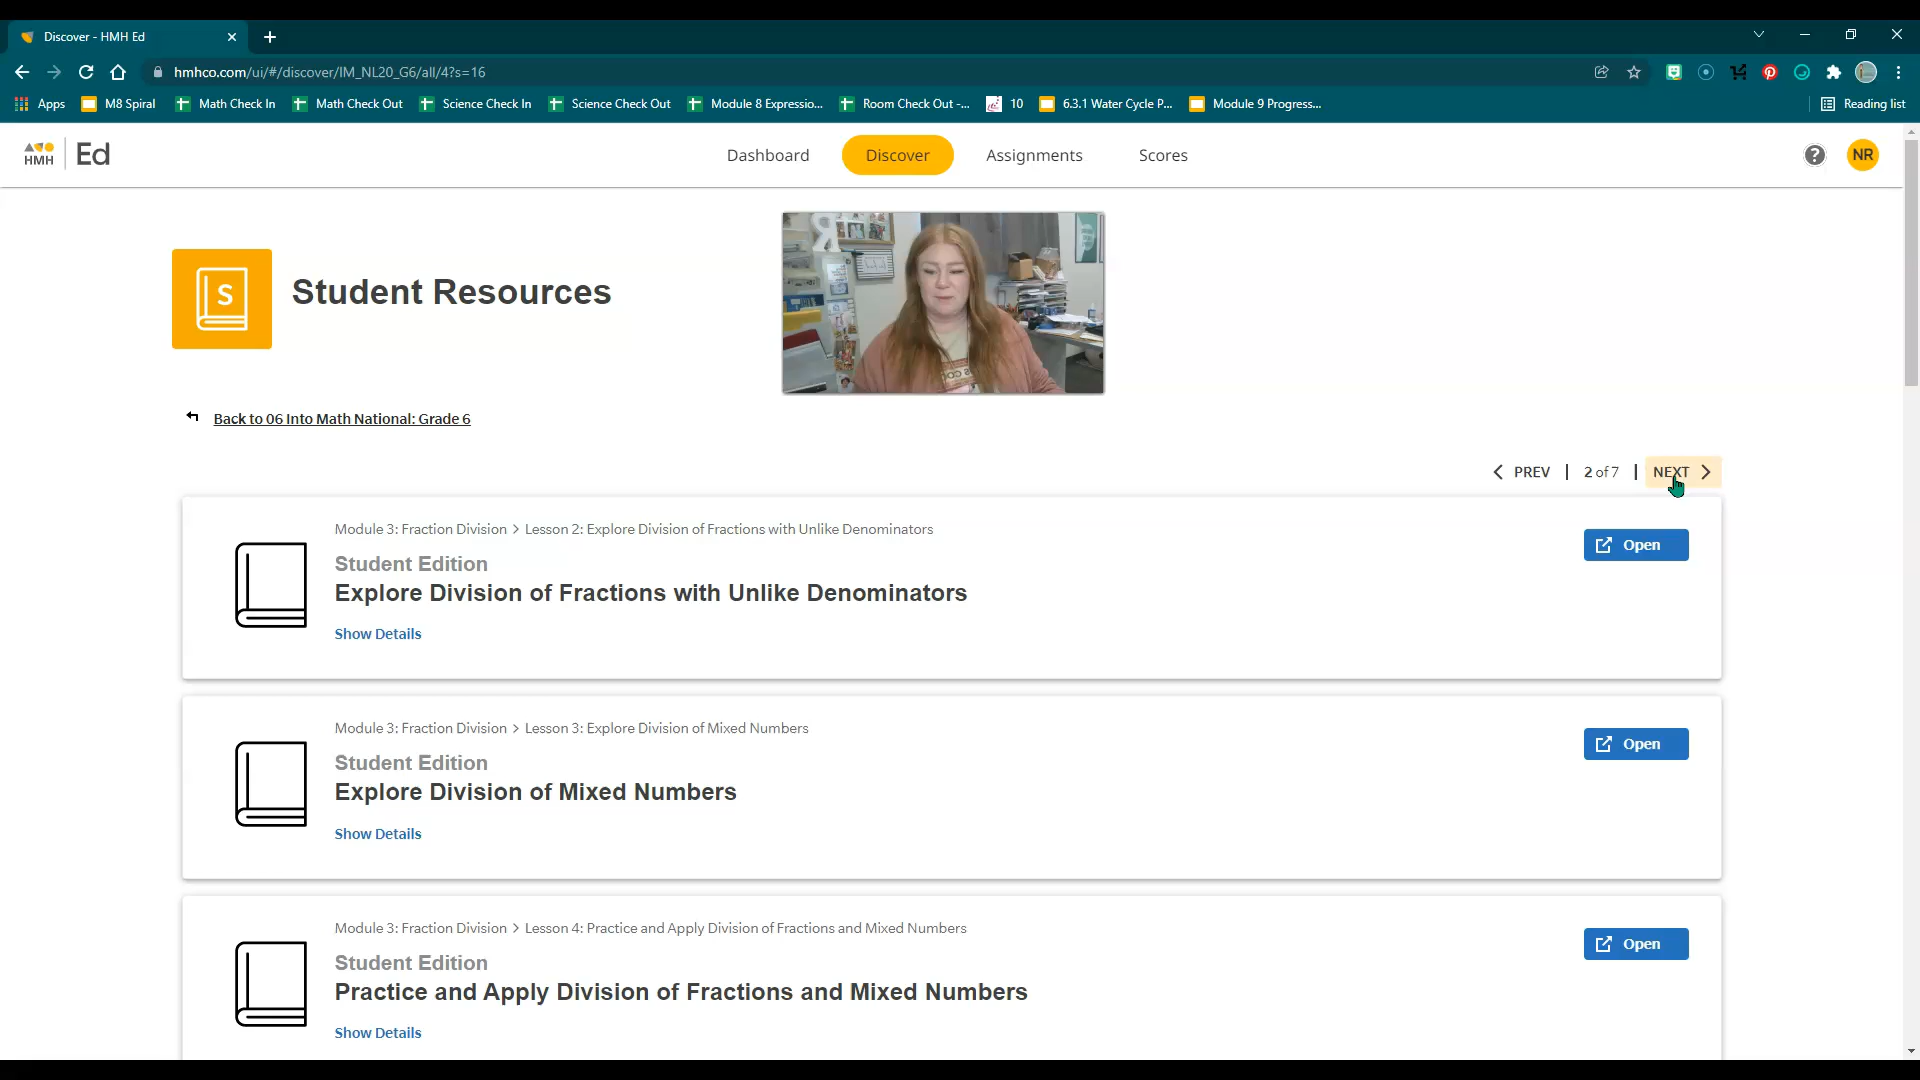 Discover - HMH Ed
hmhco.com/ui/#/discover/IM_NL20_G6/all/4?s=16
Apps
M8 Spiral
Math Check In
Math Check Out
Science Check In
Science Check Out
Module 8 Expressio...
Room Check Out -...
10
6.3.1 Water Cycle P...
Module 9 Progress...
Reading list
HMH
Ed
Dashboard
Discover
Assignments
Scores
?
NR
S
Student Resources
Back to 06 Into Math National: Grade 6
PREV | 2 of 7 | NEXT
Module 3: Fraction Division > Lesson 2: Explore Division of Fractions with Unlike Denominators
Student Edition
Open
Explore Division of Fractions with Unlike Denominators
Show Details
Module 3: Fraction Division > Lesson 3: Explore Division of Mixed Numbers
Student Edition
Open
Explore Division of Mixed Numbers
Show Details
Module 3: Fraction Division > Lesson 4: Practice and Apply Division of Fractions and Mixed Numbers
Student Edition
Open
Practice and Apply Division of Fractions and Mixed Numbers
Show Details